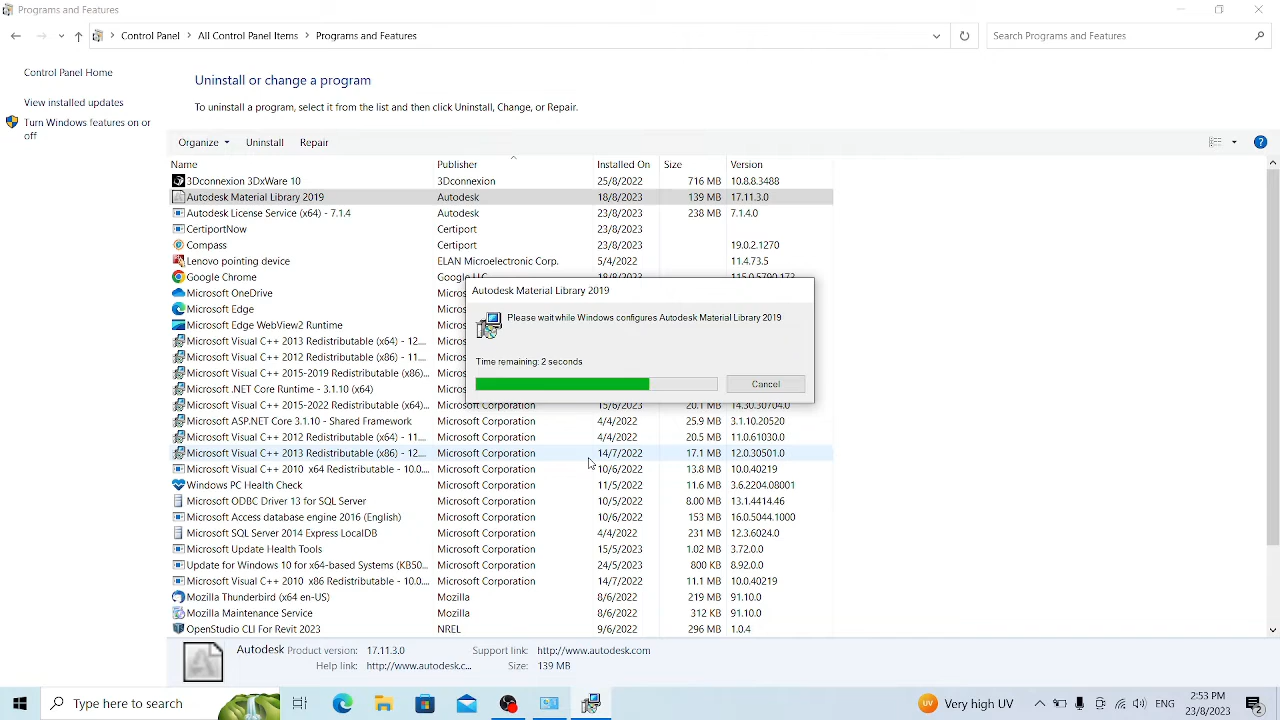 Programs and Features
Control Panel > All Control Panel Items > Programs and Features
Search Programs and Features
Control Panel Home
View installed updates
Turn Windows features on or
off
Uninstall or change a program
To uninstall a program, select it from the list and then click Uninstall, Change, or Repair.
Organize Uninstall Repair
Name Publisher Installed On Size Version
3Dconnexion 3DxWare 10 3Dconnexion 25/8/2022 716 MB 10.8.8.3488
Autodesk Material Library 2019 Autodesk 18/8/2023 139 MB 17.11.3.0
Autodesk License Service (x64) - 7.1.4 Autodesk 23/8/2023 238 MB 7.1.4.0
CertiportNow Certiport 23/8/2023
Compass Certiport 23/8/2023 19.0.2.1270
Lenovo pointing device ELAN Microelectronic Corp. 5/4/2022 11.4.73.5
Google Chrome Google LLC 18/8/2023 115.0.5790.173
Microsoft OneDrive
Microsoft Edge
Microsoft Edge WebView2 Runtime
Microsoft Visual C++ 2013 Redistributable (x64) - 12....
Microsoft Visual C++ 2012 Redistributable (x86) - 11....
Microsoft Visual C++ 2015-2019 Redistributable (x86)...
Microsoft .NET Core Runtime - 3.1.10 (x64)
Microsoft Visual C++ 2015-2022 Redistributable (x64)... Microsoft Corporation 15/6/2023 20.1 MB 14.30.30704.0
Microsoft ASP.NET Core 3.1.10 - Shared Framework Microsoft Corporation 4/4/2022 25.9 MB 3.1.10.20520
Microsoft Visual C++ 2012 Redistributable (x64) - 11.... Microsoft Corporation 4/4/2022 20.5 MB 11.0.61030.0
Microsoft Visual C++ 2013 Redistributable (x86) - 12.... Microsoft Corporation 14/7/2022 17.1 MB 12.0.30501.0
Microsoft Visual C++ 2010 x64 Redistributable - 10.0.... Microsoft Corporation 10/6/2022 13.8 MB 10.0.40219
Windows PC Health Check Microsoft Corporation 11/5/2022 11.6 MB 3.6.2204.08001
Microsoft ODBC Driver 13 for SQL Server Microsoft Corporation 10/5/2022 8.00 MB 13.1.4414.46
Microsoft Access database engine 2016 (English) Microsoft Corporation 10/6/2022 153 MB 16.0.5044.1000
Microsoft SQL Server 2014 Express LocalDB Microsoft Corporation 4/4/2022 231 MB 12.3.6024.0
Microsoft Update Health Tools Microsoft Corporation 15/5/2023 1.02 MB 3.72.0.0
Update for Windows 10 for x64-based Systems (KB50... Microsoft Corporation 24/5/2023 800 KB 8.92.0.0
Microsoft Visual C++ 2010 x86 Redistributable - 10.0.... Microsoft Corporation 14/7/2022 11.1 MB 10.0.40219
Mozilla Thunderbird (x64 en-US) Mozilla 8/6/2022 219 MB 91.10.0
Mozilla Maintenance Service Mozilla 8/6/2022 312 KB 91.10.0
OpenStudio CLI For Revit 2023 NREL 9/6/2022 296 MB 1.0.4
Autodesk Material Library 2019
Please wait while Windows configures Autodesk Material Library 2019
Time remaining: 2 seconds
Cancel
Autodesk Product version: 17.11.3.0 Support link: http://www.autodesk.com
Help link: http://www.autodesk.c... Size: 139 MB
Type here to search
Very high UV
ENG
2:53 PM
23/8/2023
2